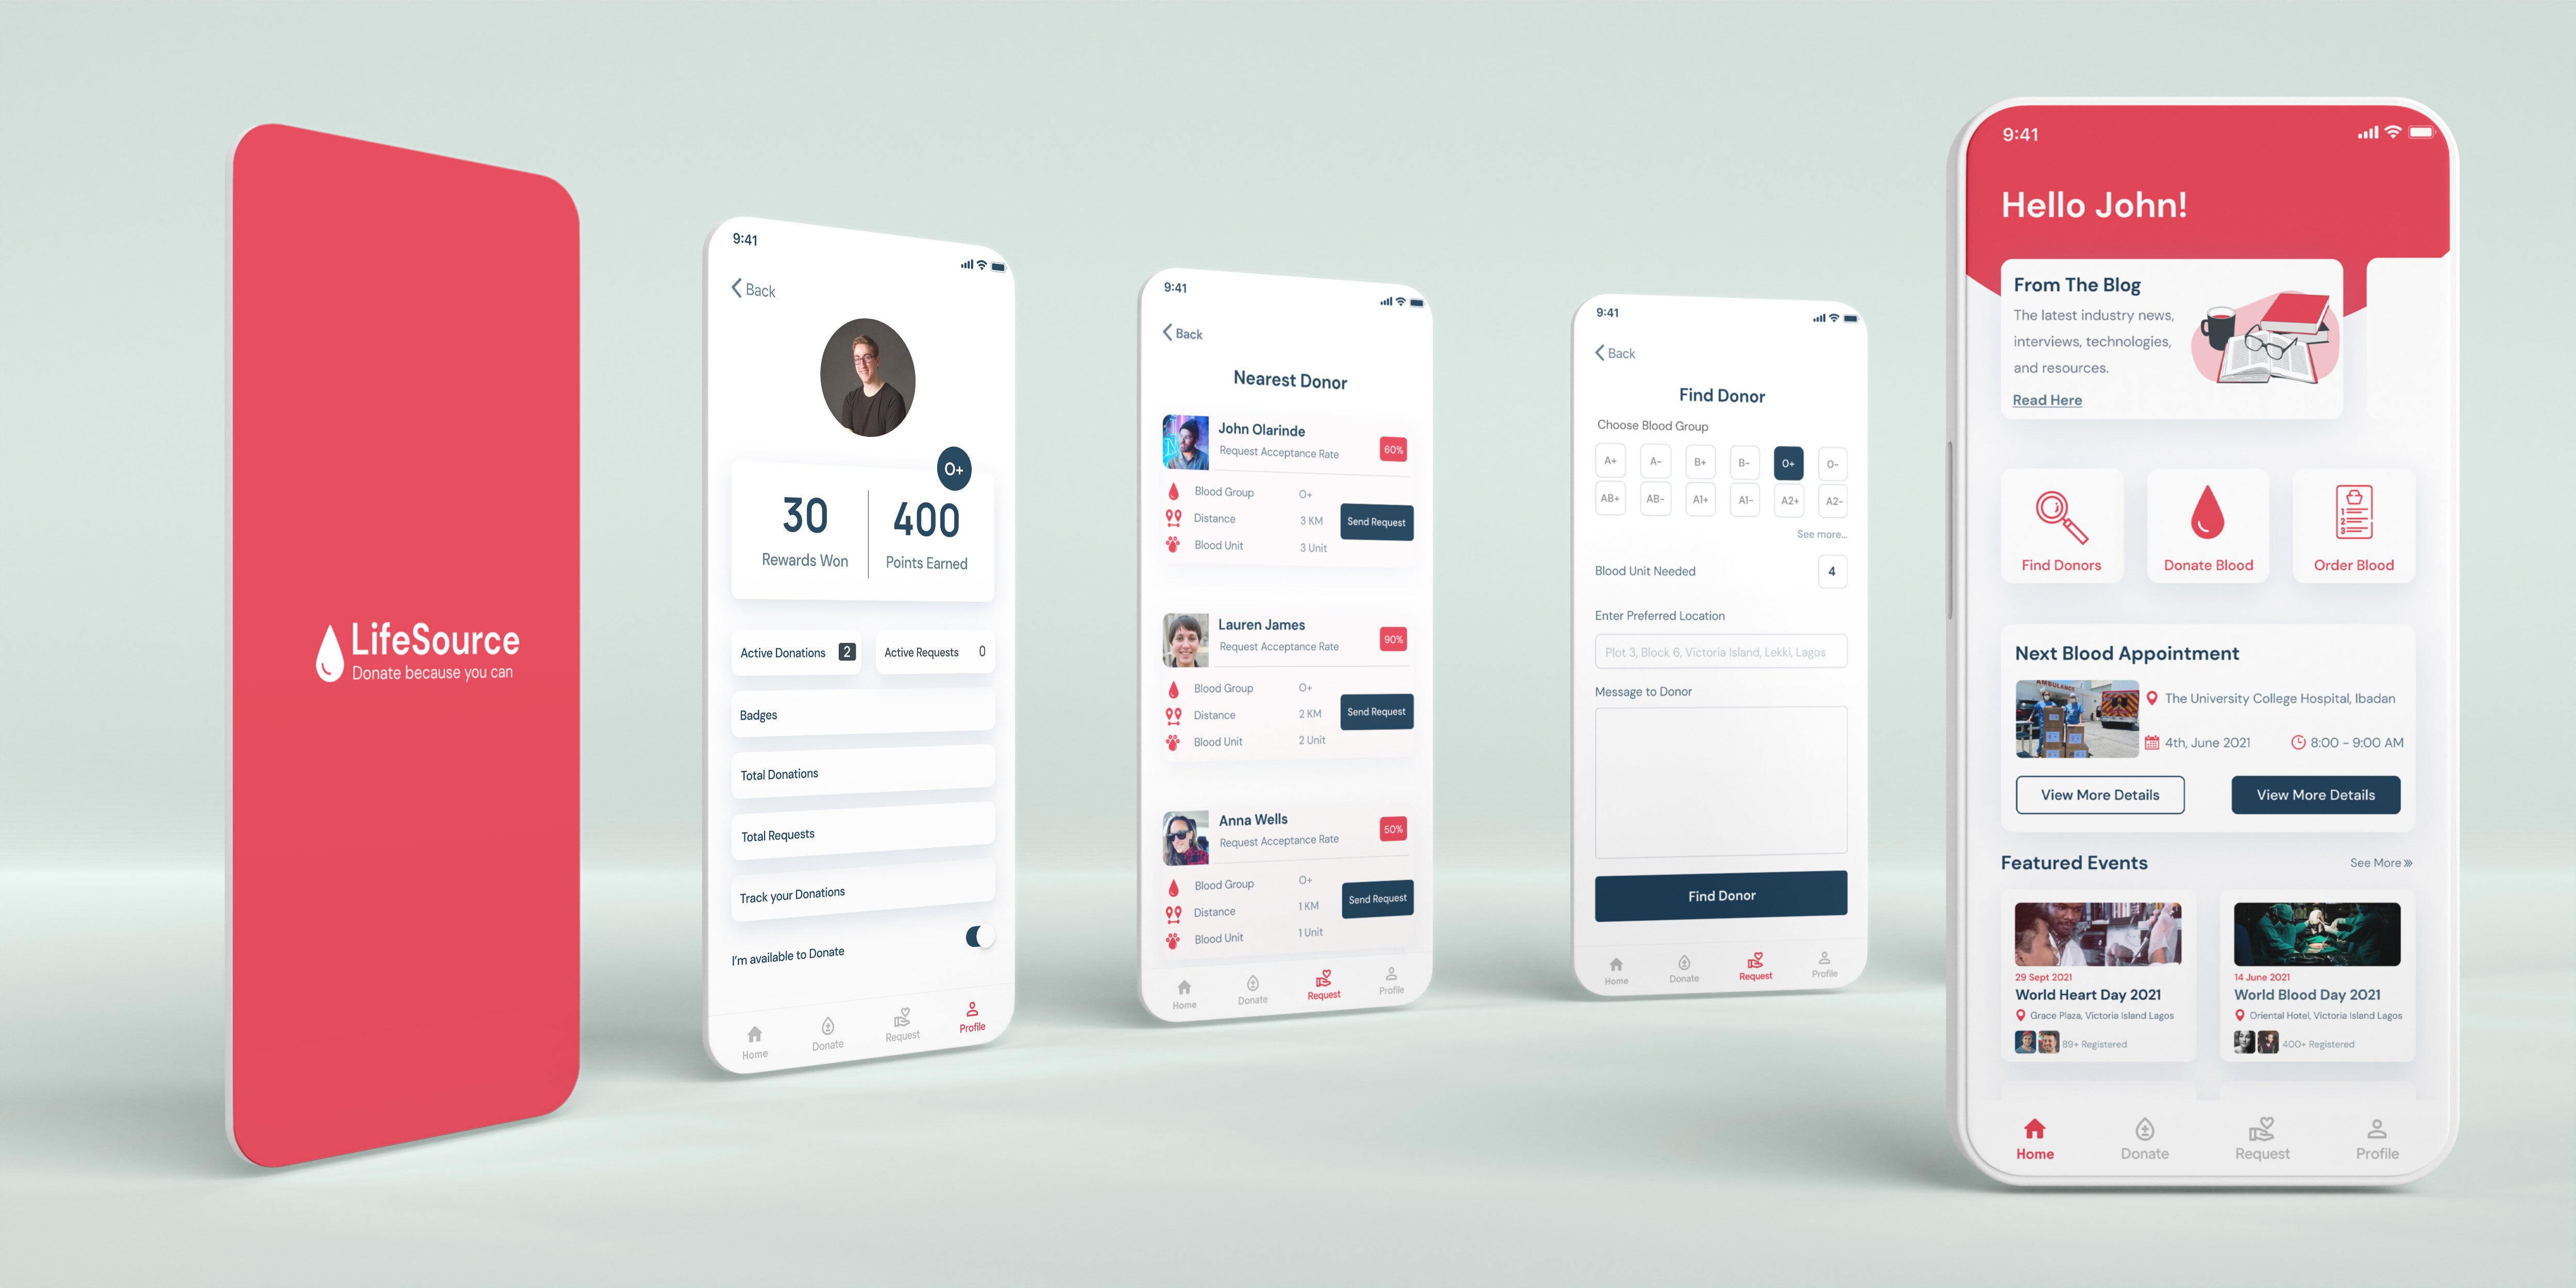 LifeSource
Donate because you can
9:41
Back
O+
30
Rewards Won
400
Points Earned
Active Donations 2
Active Requests 0
Badges
Total Donations
Total Requests
Track your Donations
I'm available to Donate
Home
Donate
Request
Profile
9:41
Back
Nearest Donor
John Olarinde
Request Acceptance Rate
60%
Blood Group O+
Distance 3 KM
Blood Unit 3 Unit
Send Request
Lauren James
Request Acceptance Rate
90%
Blood Group O+
Distance 2 KM
Blood Unit 2 Unit
Send Request
Anna Wells
Request Acceptance Rate
50%
Blood Group O+
Distance 1 KM
Blood Unit 1 Unit
Send Request
Home
Donate
Request
Profile
9:41
Back
Find Donor
Choose Blood Group
A+ A- B+ B- O+ O-
AB+ AB- A1+ A1- A2+ A2-
See more...
Blood Unit Needed 4
Enter Preferred Location
Plot 3, Block 6, Victoria Island, Lekki, Lagos
Message to Donor
Find Donor
Home
Donate
Request
Profile
9:41
Hello John!
From The Blog
The latest industry news,
interviews, technologies,
and resources.
Read Here
Find Donors
Donate Blood
Order Blood
Next Blood Appointment
AMBULANCE
The University College Hospital, Ibadan
4th, June 2021
8:00 - 9:00 AM
View More Details
View More Details
Featured Events
See More
29 Sept 2021
World Heart Day 2021
Grace Plaza, Victoria Island Lagos
89+ Registered
14 June 2021
World Blood Day 2021
Oriental Hotel, Victoria Island Lagos
400+ Registered
Home
Donate
Request
Profile